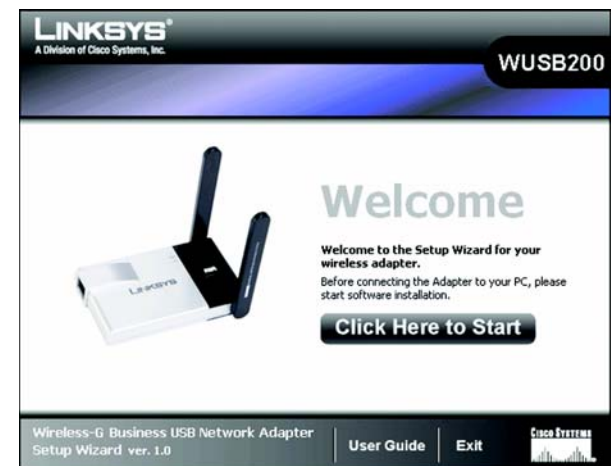 LINKSYS®
A Division of Cisco Systems, Inc.
WUSB200
LINKSYS
Welcome
Welcome to the Setup Wizard for your
wireless adapter.
Before connecting the Adapter to your PC, please
start software installation.
Click Here to Start
Wireless-G Business USB Network Adapter
Setup Wizard ver. 1.0
User Guide
Exit
CISCO SYSTEMS